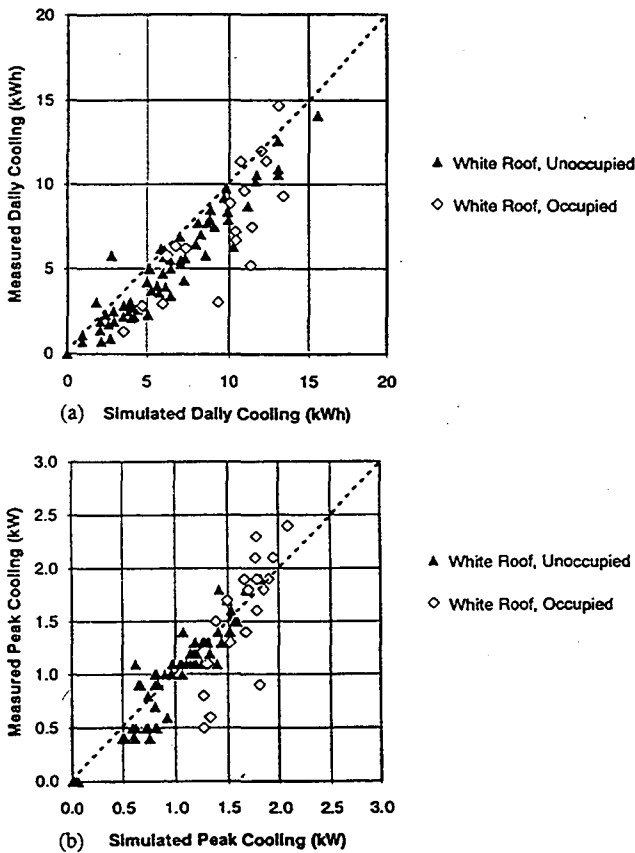 20
15
10
5
0
Measured Daily Cooling (kWh)
0 5 10 15 20
(a) Simulated Daily Cooling (kWh)
White Roof, Unoccupied
White Roof, Occupied
3.0
2.5
2.0
1.5
1.0
0.5
0.0
Measured Peak Cooling (kW)
0.0 0.5 1.0 1.5 2.0 2.5 3.0
(b) Simulated Peak Cooling (kW)
White Roof, Unoccupied
White Roof, Occupied